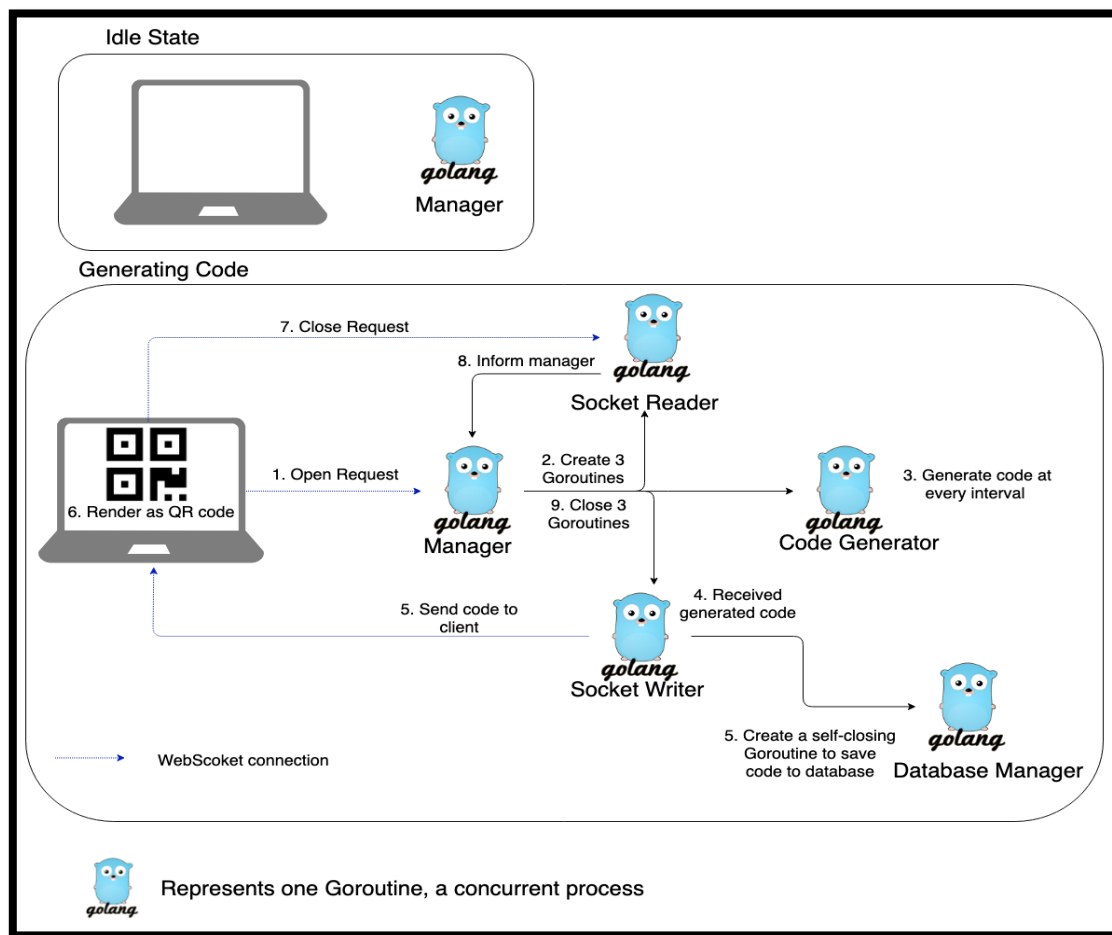 Idle State
golang
Manager
Generating Code
7. Close Request
8. Inform manager
golang
Socket Reader
1. Open Request
2. Create 3
Goroutines
3. Generate code at
every interval
6. Render as QR code
9. Close 3
Goroutines
golang
Manager
golang
Code Generator
4. Received
generated code
5. Send code to
client
golang
Socket Writer
5. Create a self-closing
Goroutine to save
code to database
golang
Database Manager
WebScoket connection
golang
Represents one Goroutine, a concurrent process